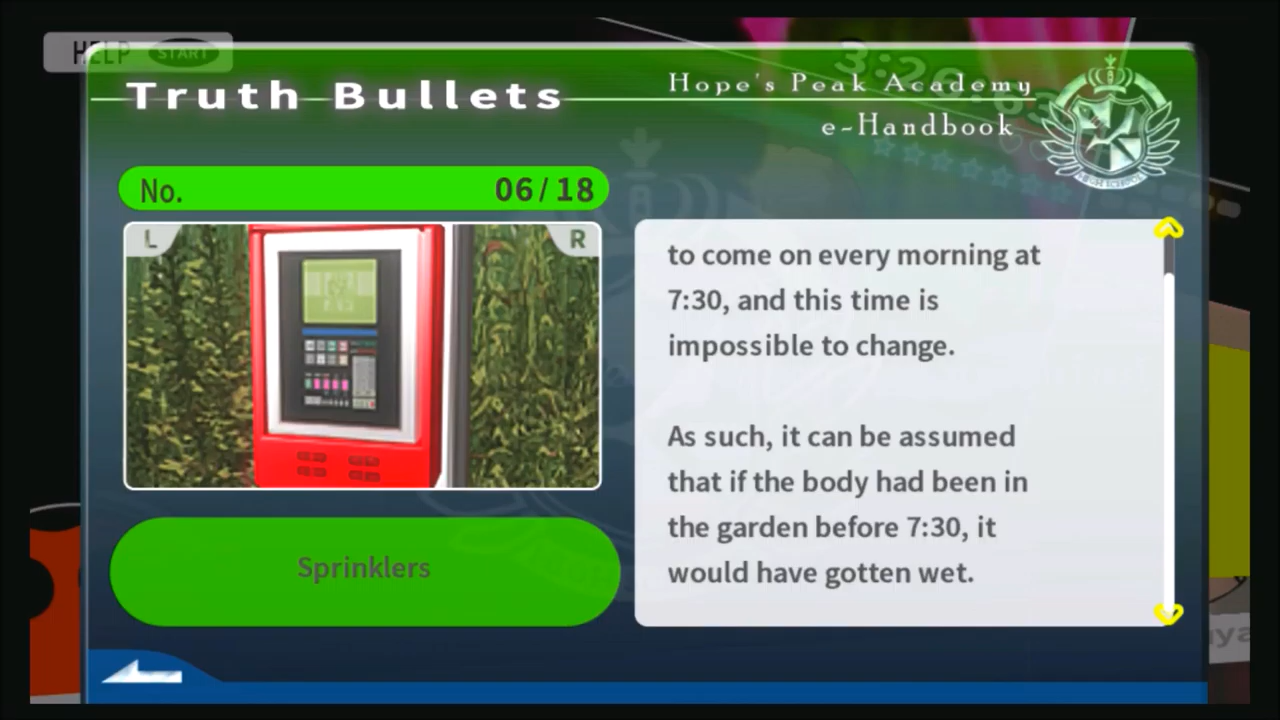 HELP START
Truth Bullets
Hope's Peak Academy
e-Handbook
No. 06/18
L
R
to come on every morning at
7:30, and this time is
impossible to change.
As such, it can be assumed
that if the body had been in
the garden before 7:30, it
would have gotten wet.
Sprinklers